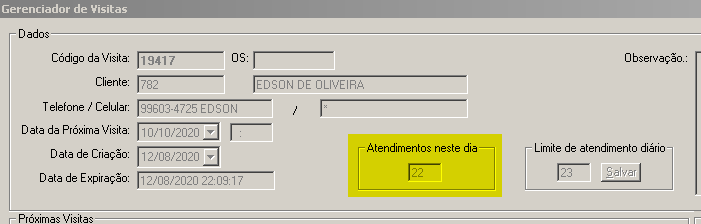 Gerenciador de Visitas
Dados
Código da Visita: 19417 OS: Observação.:
Cliente: 782 EDSON DE OLIVEIRA
Telefone / Celular: 99603-4725 EDSON / *
Data da Próxima Visita: 10/10/2020 :
Atendimentos neste dia Limite de atendimento diário
Data de Criação: 12/08/2020
22 23 Salvar
Data de Expiração: 12/08/2020 22:09:17
Próximas Visitas